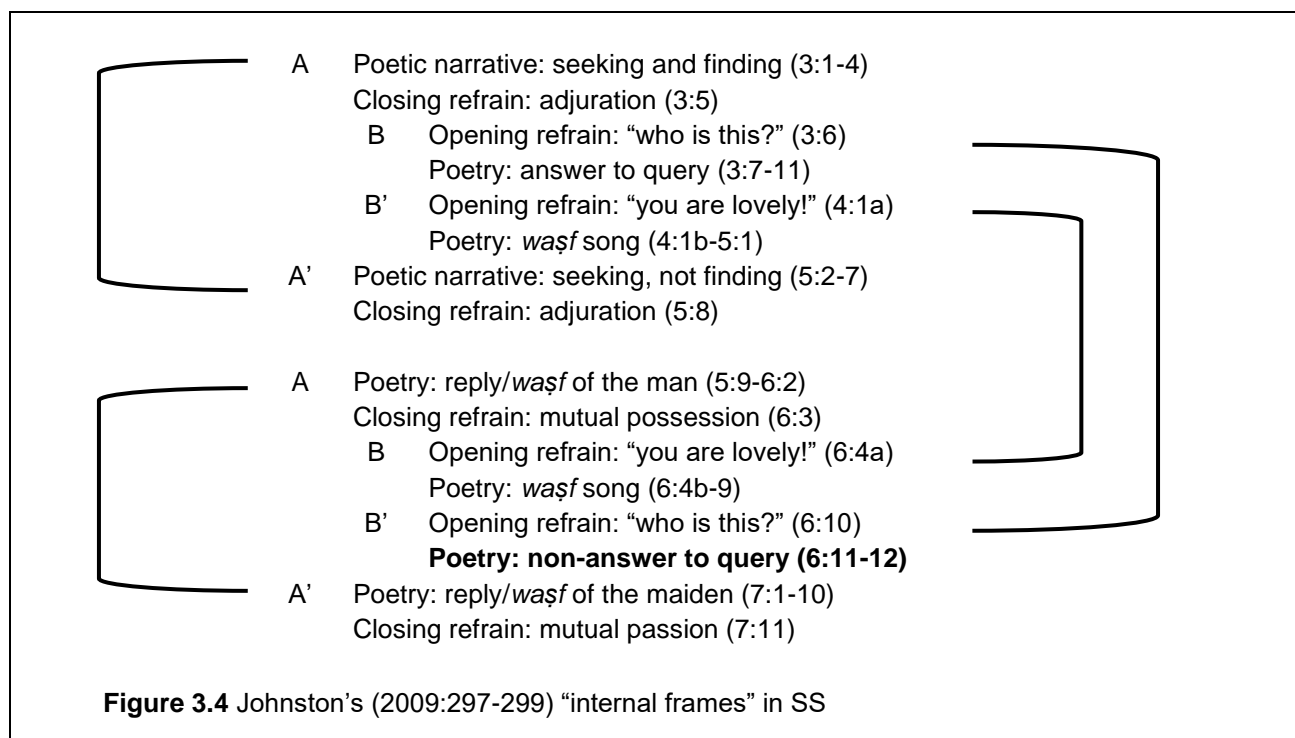 A Poetic narrative: seeking and finding (3:1-4)
Closing refrain: adjuration (3:5)
B Opening refrain: “who is this?” (3:6)
Poetry: answer to query (3:7-11)
B’ Opening refrain: “you are lovely!” (4:1a)
Poetry: waṣf song (4:1b-5:1)
A’ Poetic narrative: seeking, not finding (5:2-7)
Closing refrain: adjuration (5:8)
A Poetry: reply/waṣf of the man (5:9-6:2)
Closing refrain: mutual possession (6:3)
B Opening refrain: “you are lovely!” (6:4a)
Poetry: waṣf song (6:4b-9)
B’ Opening refrain: “who is this?” (6:10)
Poetry: non-answer to query (6:11-12)
A’ Poetry: reply/waṣf of the maiden (7:1-10)
Closing refrain: mutual passion (7:11)
Figure 3.4 Johnston’s (2009:297-299) “internal frames” in SS